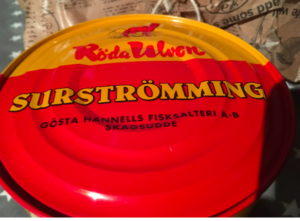 Röda Ulven
SURSTRÖMMING
GÖSTA HANNELLS FISKSALTERI A-B
SKAGSUDDE